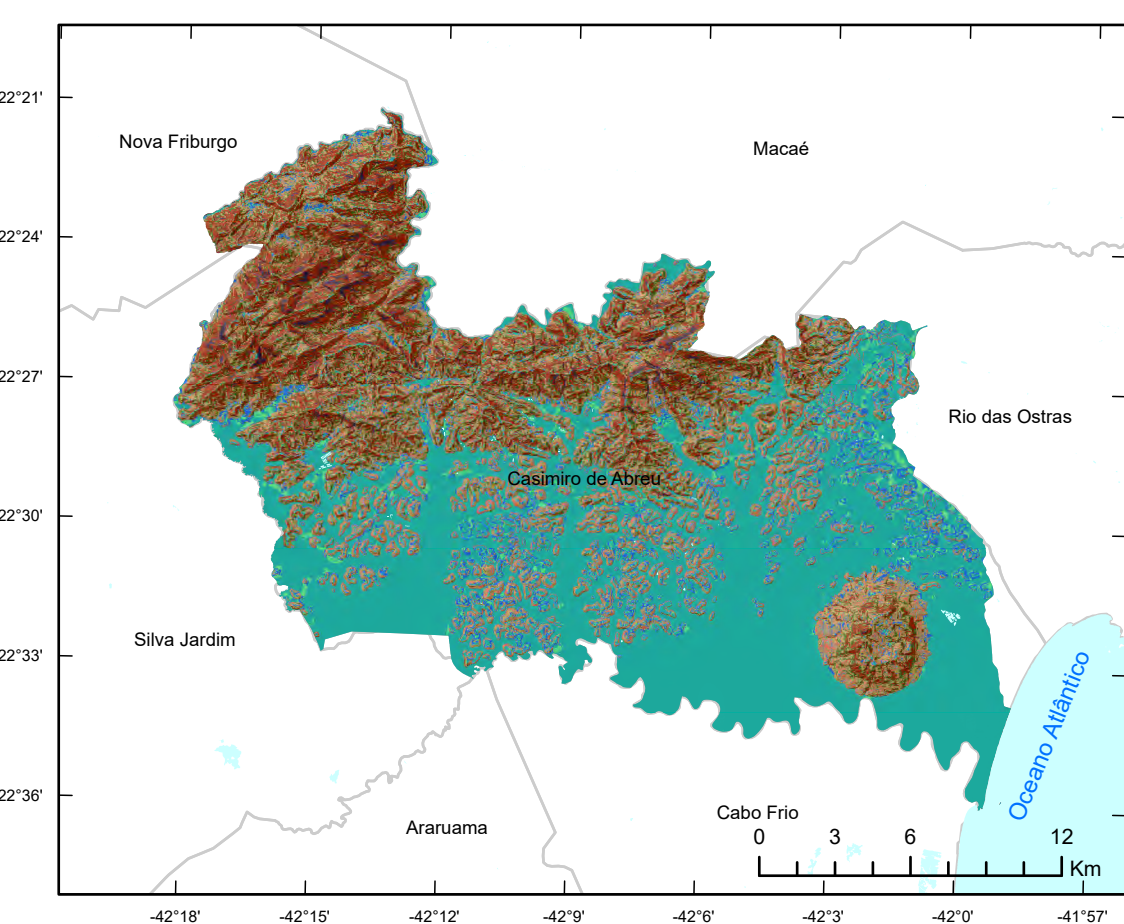 22°21'
Nova Friburgo
Macaé
22°24'
22°27'
Rio das Ostras
Casimiro de Abreu
22°30'
Silva Jardim
22°33'
Oceano Atlântico
22°36'
Cabo Frio
Araruama
0 3 6 12
Km
-42°18' -42°15' -42°12' -42°9' -42°6' -42°3' -42°0' -41°57'